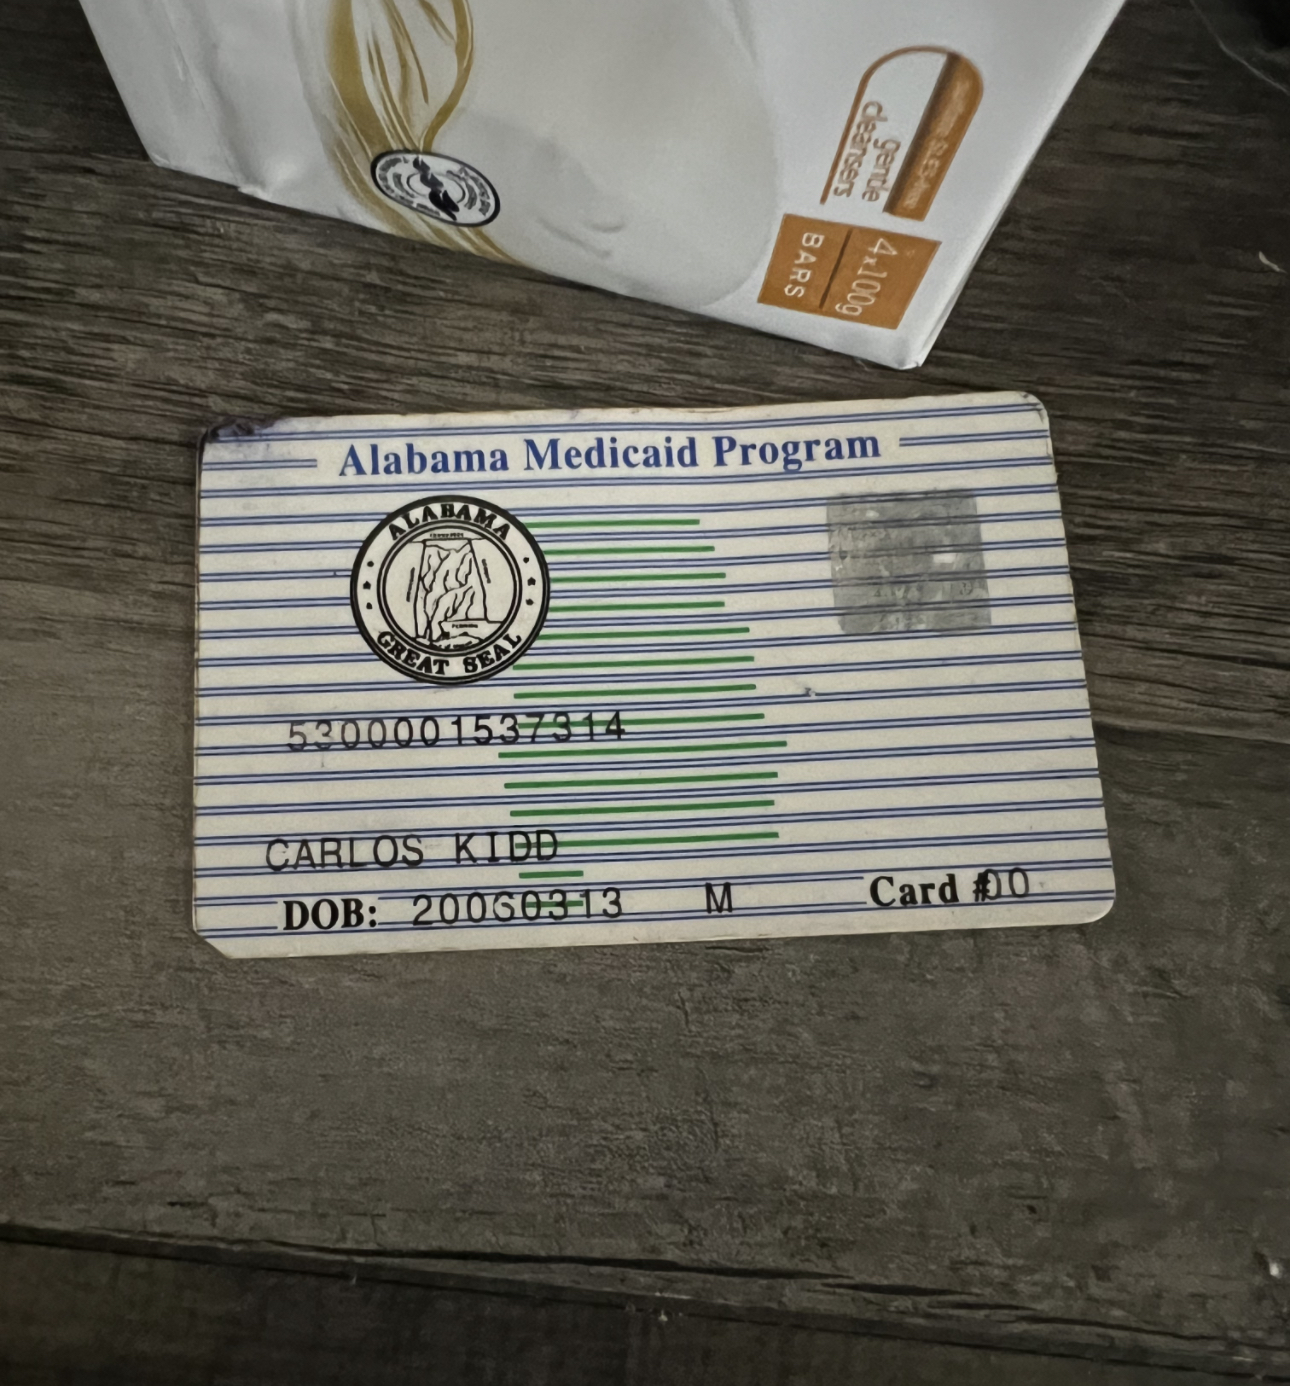 gentle
cleansers
4x100g
BARS
Alabama Medicaid Program
ALABAMA
GREAT SEAL
5300001537314
CARLOS KIDD
DOB: 20060313 M Card #00